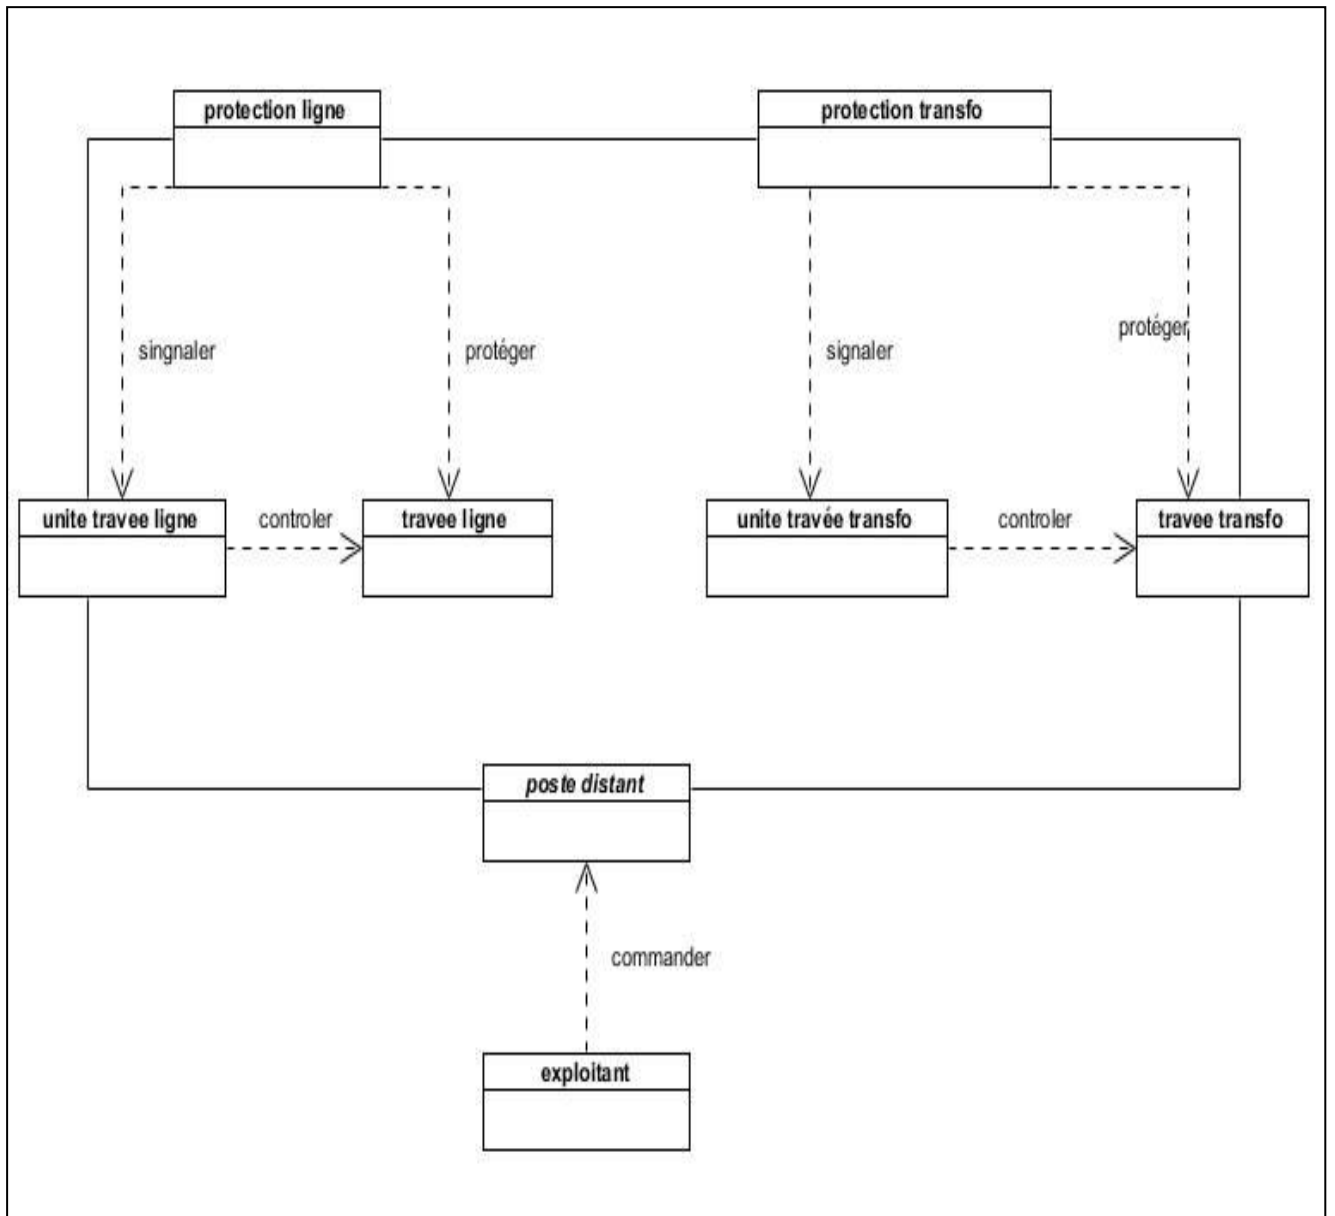 protection ligne
protection transfo
singnaler
protéger
signaler
protéger
unite travee ligne
controler
travee ligne
unite travée transfo
controler
travee transfo
poste distant
commander
exploitant